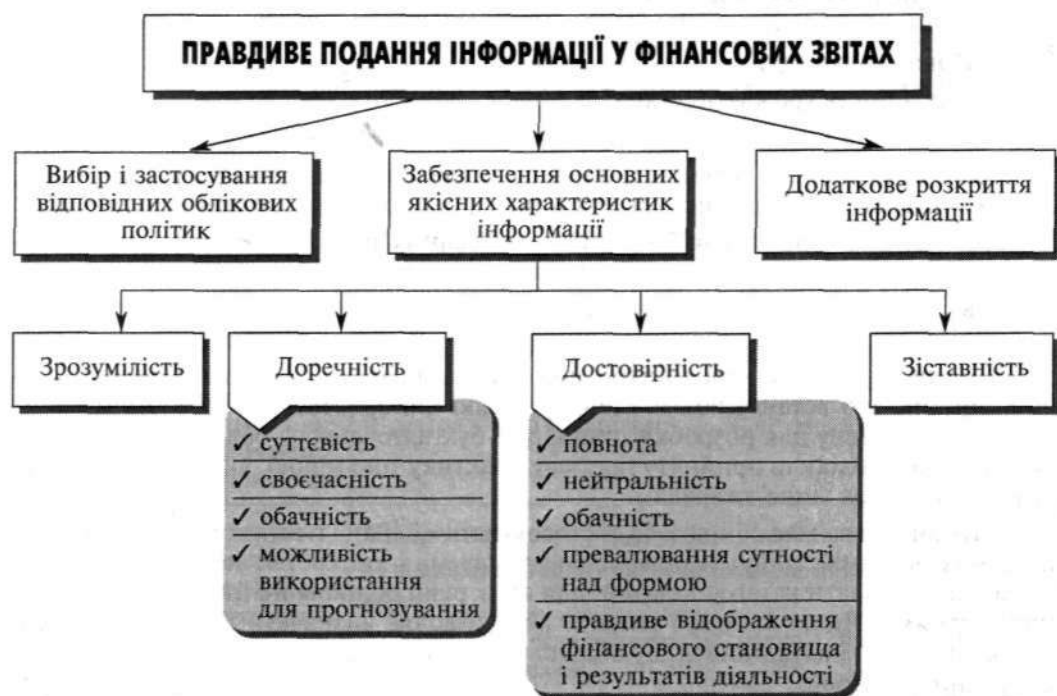 ПРАВДИВЕ ПОДАННЯ ІНФОРМАЦІЇ У ФІНАНСОВИХ ЗВІТАХ
Вибір і застосування
відповідних облікових
політик
Забезпечення основних
якісних характеристик
інформації
Додаткове розкриття
інформації
Зрозумілість
Доречність
✓ суттєвість
✓ своєчасність
✓ обачність
✓ можливість
використання
для прогнозування
Достовірність
✓ повнота
✓ нейтральність
✓ обачність
✓ превалювання сутності
над формою
✓ правдиве відображення
фінансового становища
і результатів діяльності
Зіставність